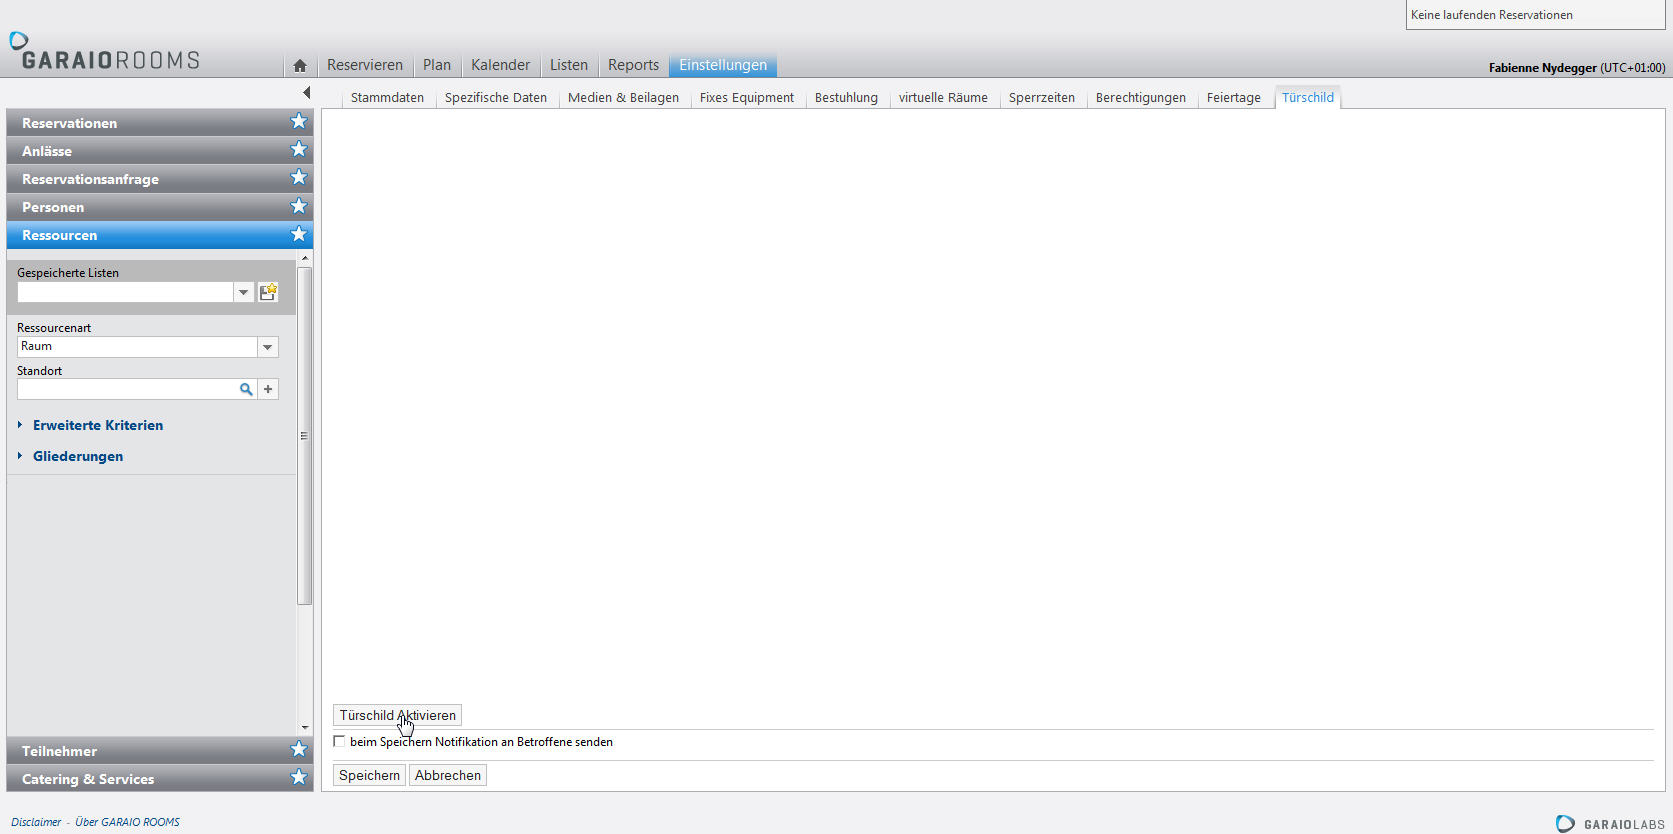 Keine laufenden Reservationen
GARAIOROOMS
Reservieren Plan Kalender Listen Reports Einstellungen
Fabienne Nydegger (UTC+01:00)
Stammdaten Spezifische Daten Medien & Beilagen Fixes Equipment Bestuhlung virtuelle Räume Sperrzeiten Berechtigungen Feiertage Türschild
Reservationen
Anlässe
Reservationsanfrage
Personen
Ressourcen
Gespeicherte Listen
Ressourcenart
Raum
Standort
Erweiterte Kriterien
Gliederungen
Teilnehmer
Catering & Services
Türschild Aktivieren
beim Speichern Notifikation an Betroffene senden
Speichern Abbrechen
Disclaimer - Über GARAIO ROOMS
GARAIOLABS